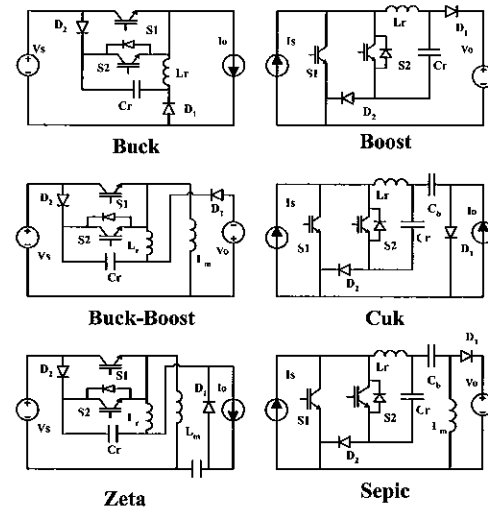 D2 S1 Vs S2 Lr Io Cr D1
Buck
Lr D1 Is S1 S2 Cr Vo D2
Boost
D2 S1 D1 Vs S2 Lr Cr Lm Vo
Buck-Boost
Lr Cb Is S1 S2 Cr Io D1 D2
Cuk
D2 S1 D1 Io Vs S2 Lr Lm Cr
Zeta
Lr Cb D1 Is S1 S2 Cr Vo Lm D2
Sepic